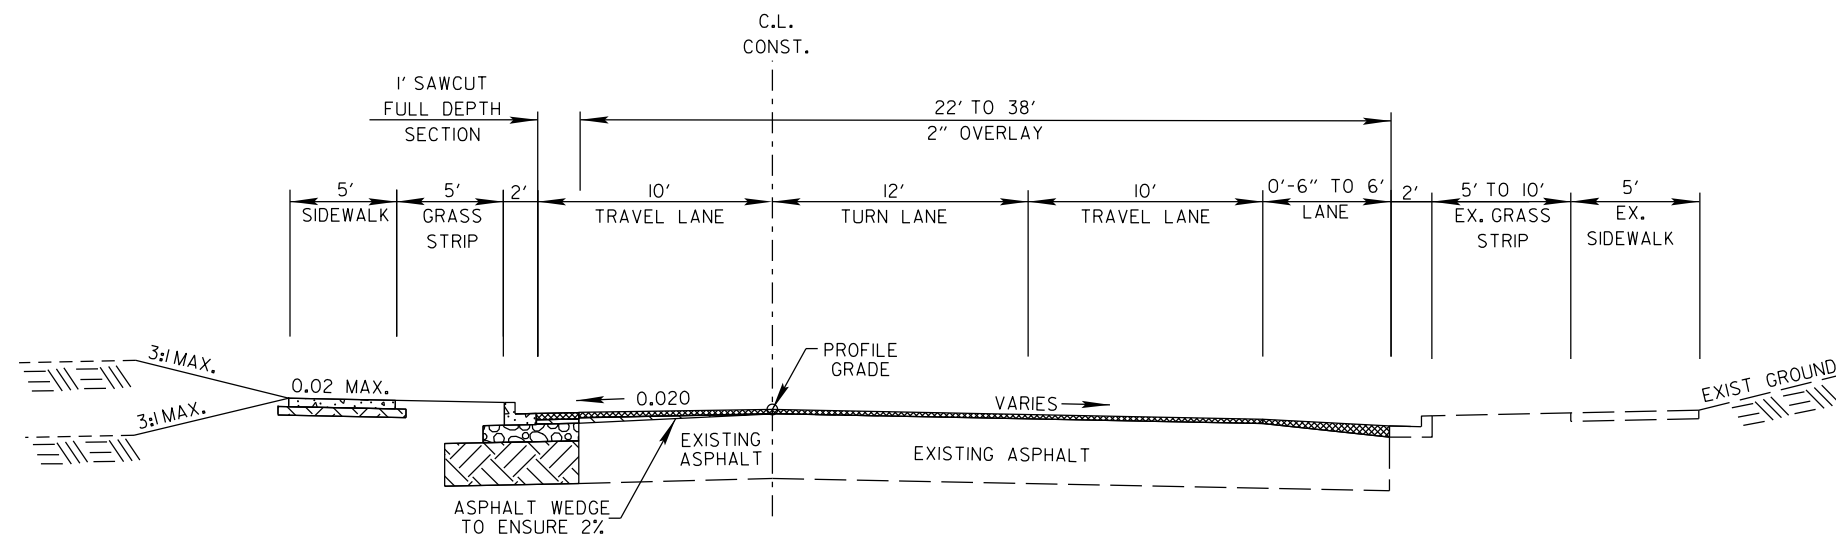 C.L.
CONST.
1' SAWCUT
FULL DEPTH
SECTION
22' TO 38'
2" OVERLAY
5'
SIDEWALK
5'
GRASS
STRIP
2'
10'
TRAVEL LANE
12'
TURN LANE
10'
TRAVEL LANE
0'-6" TO 6'
LANE
2'
5' TO 10'
EX. GRASS
STRIP
5'
EX.
SIDEWALK
3:1 MAX.
3:1 MAX.
0.02 MAX.
0.020
PROFILE
GRADE
VARIES
EXIST GROUND
EXISTING
ASPHALT
EXISTING ASPHALT
ASPHALT WEDGE
TO ENSURE 2%